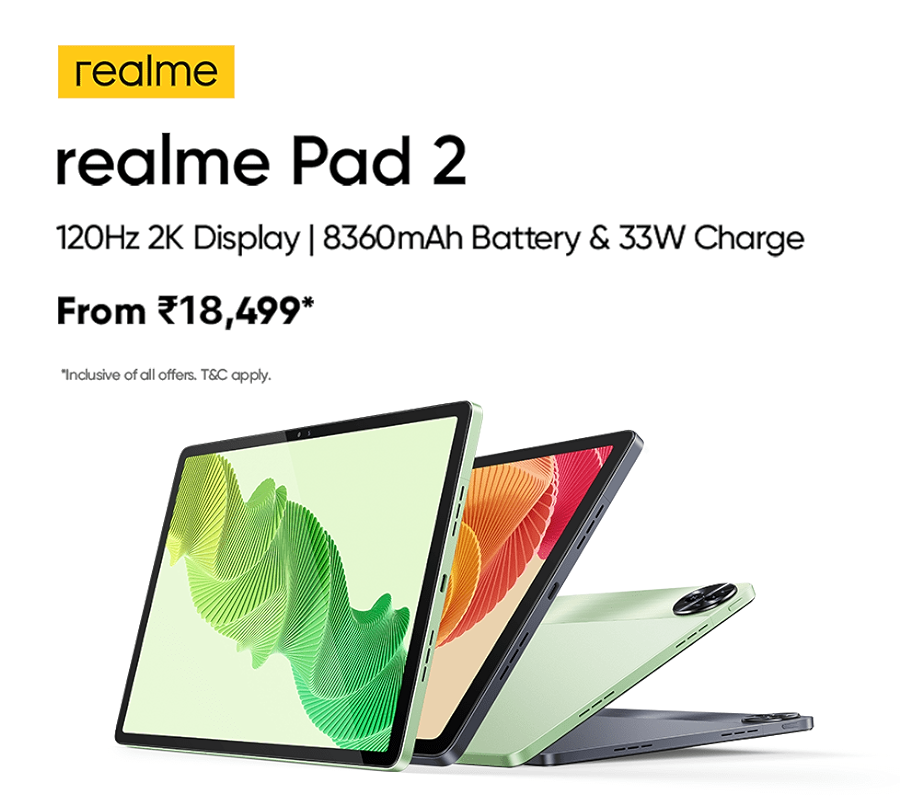 realme
realme Pad 2
120Hz 2K Display | 8360mAh Battery & 33W Charge
From ₹18,499*
*Inclusive of all offers. T&C apply.